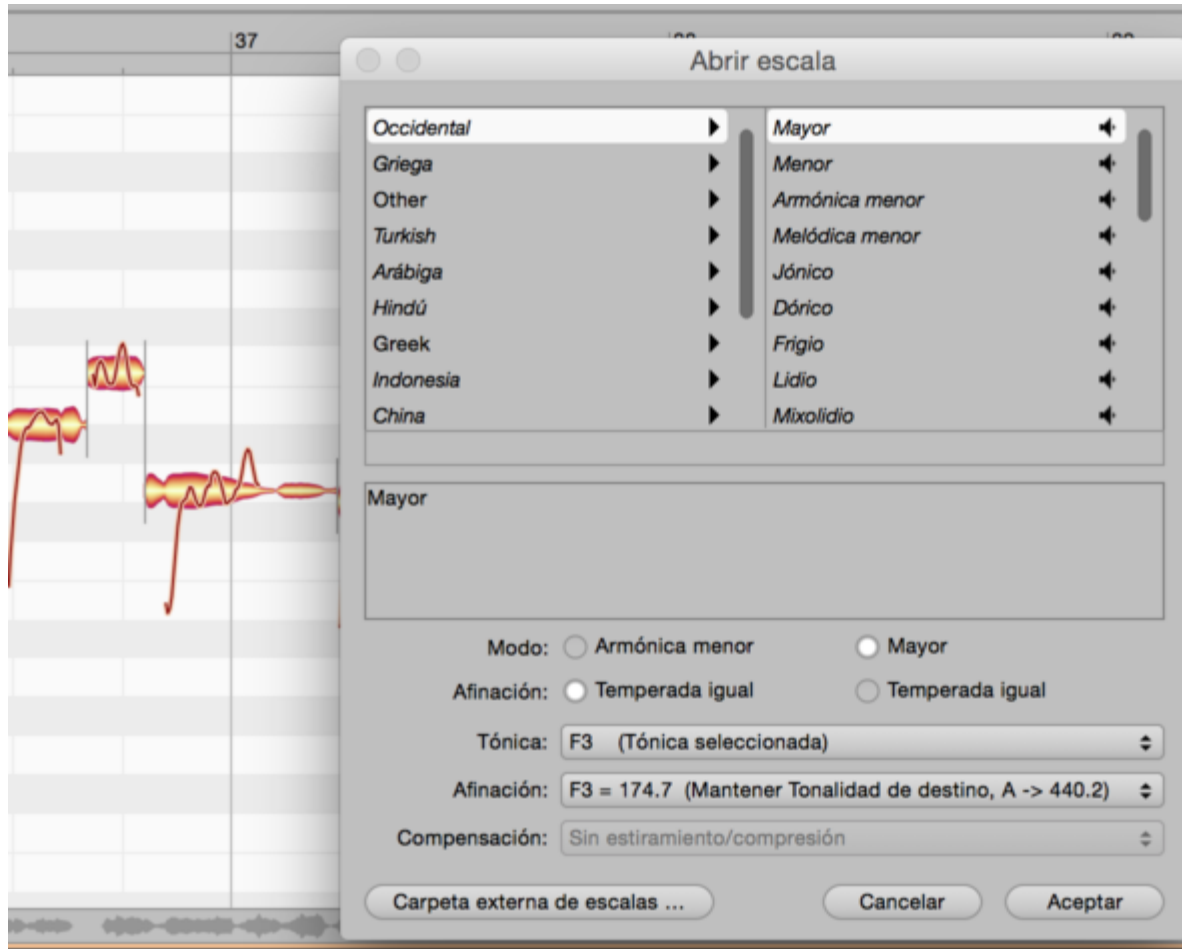 37
Abrir escala
Occidental
Griega
Other
Turkish
Arábiga
Hindú
Greek
Indonesia
China
Mayor
Menor
Armónica menor
Melódica menor
Jónico
Dórico
Frigio
Lidio
Mixolidio
Mayor
Modo: Armónica menor Mayor
Afinación: Temperada igual Temperada igual
Tónica: F3 (Tónica seleccionada)
Afinación: F3 = 174.7 (Mantener Tonalidad de destino, A -> 440.2)
Compensación: Sin estiramiento/compresión
Carpeta externa de escalas ... Cancelar Aceptar